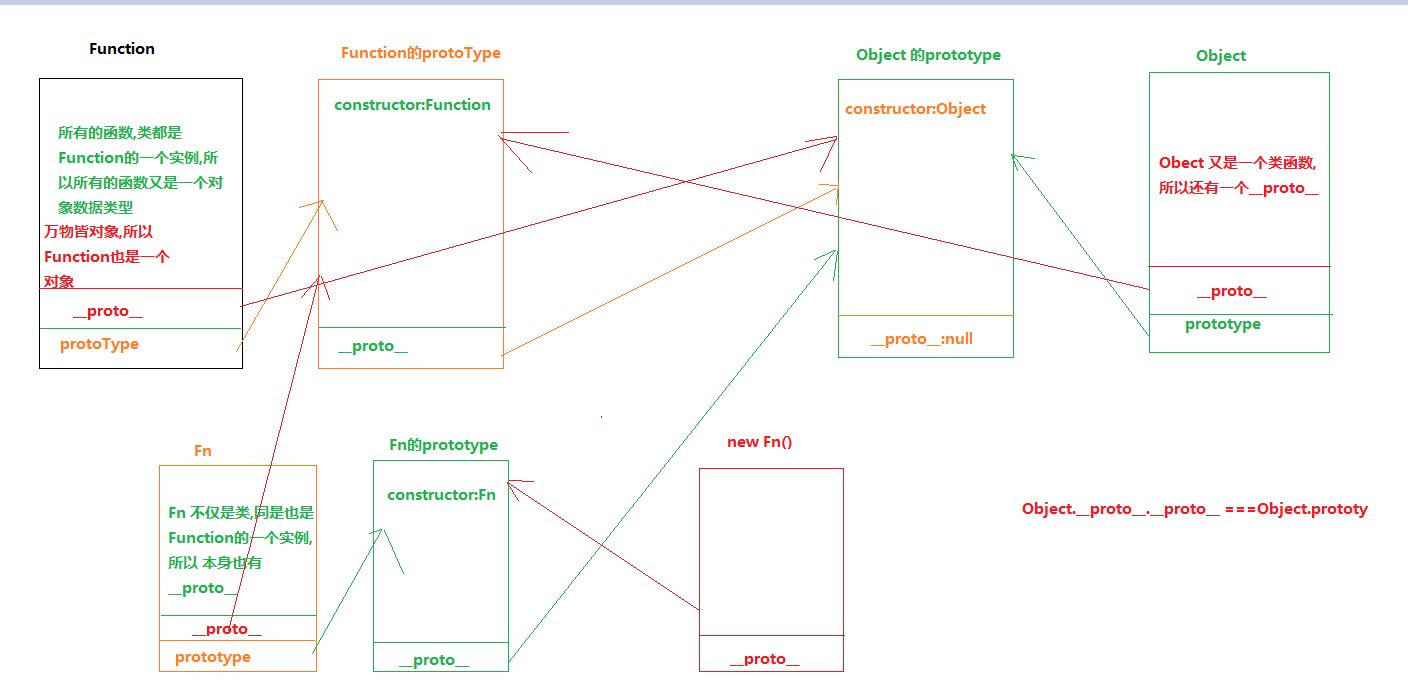 Function
Function的protoType
Object 的prototype
Object
constructor:Function
constructor:Object
所有的函数,类都是
Function的一个实例,所
以所有的函数又是一个对
象数据类型
万物皆对象,所以
Function也是一个
对象
__proto__
protoType
__proto__
__proto__:null
Obect 又是一个类函数,
所以还有一个__proto__
__proto__
prototype
Fn
Fn的prototype
new Fn()
Fn 不仅是类,同是也是
Function的一个实例,
所以 本身也有
__proto__
__proto__
prototype
constructor:Fn
__proto__
__proto__
Object.__proto__.__proto__ ===Object.prototy